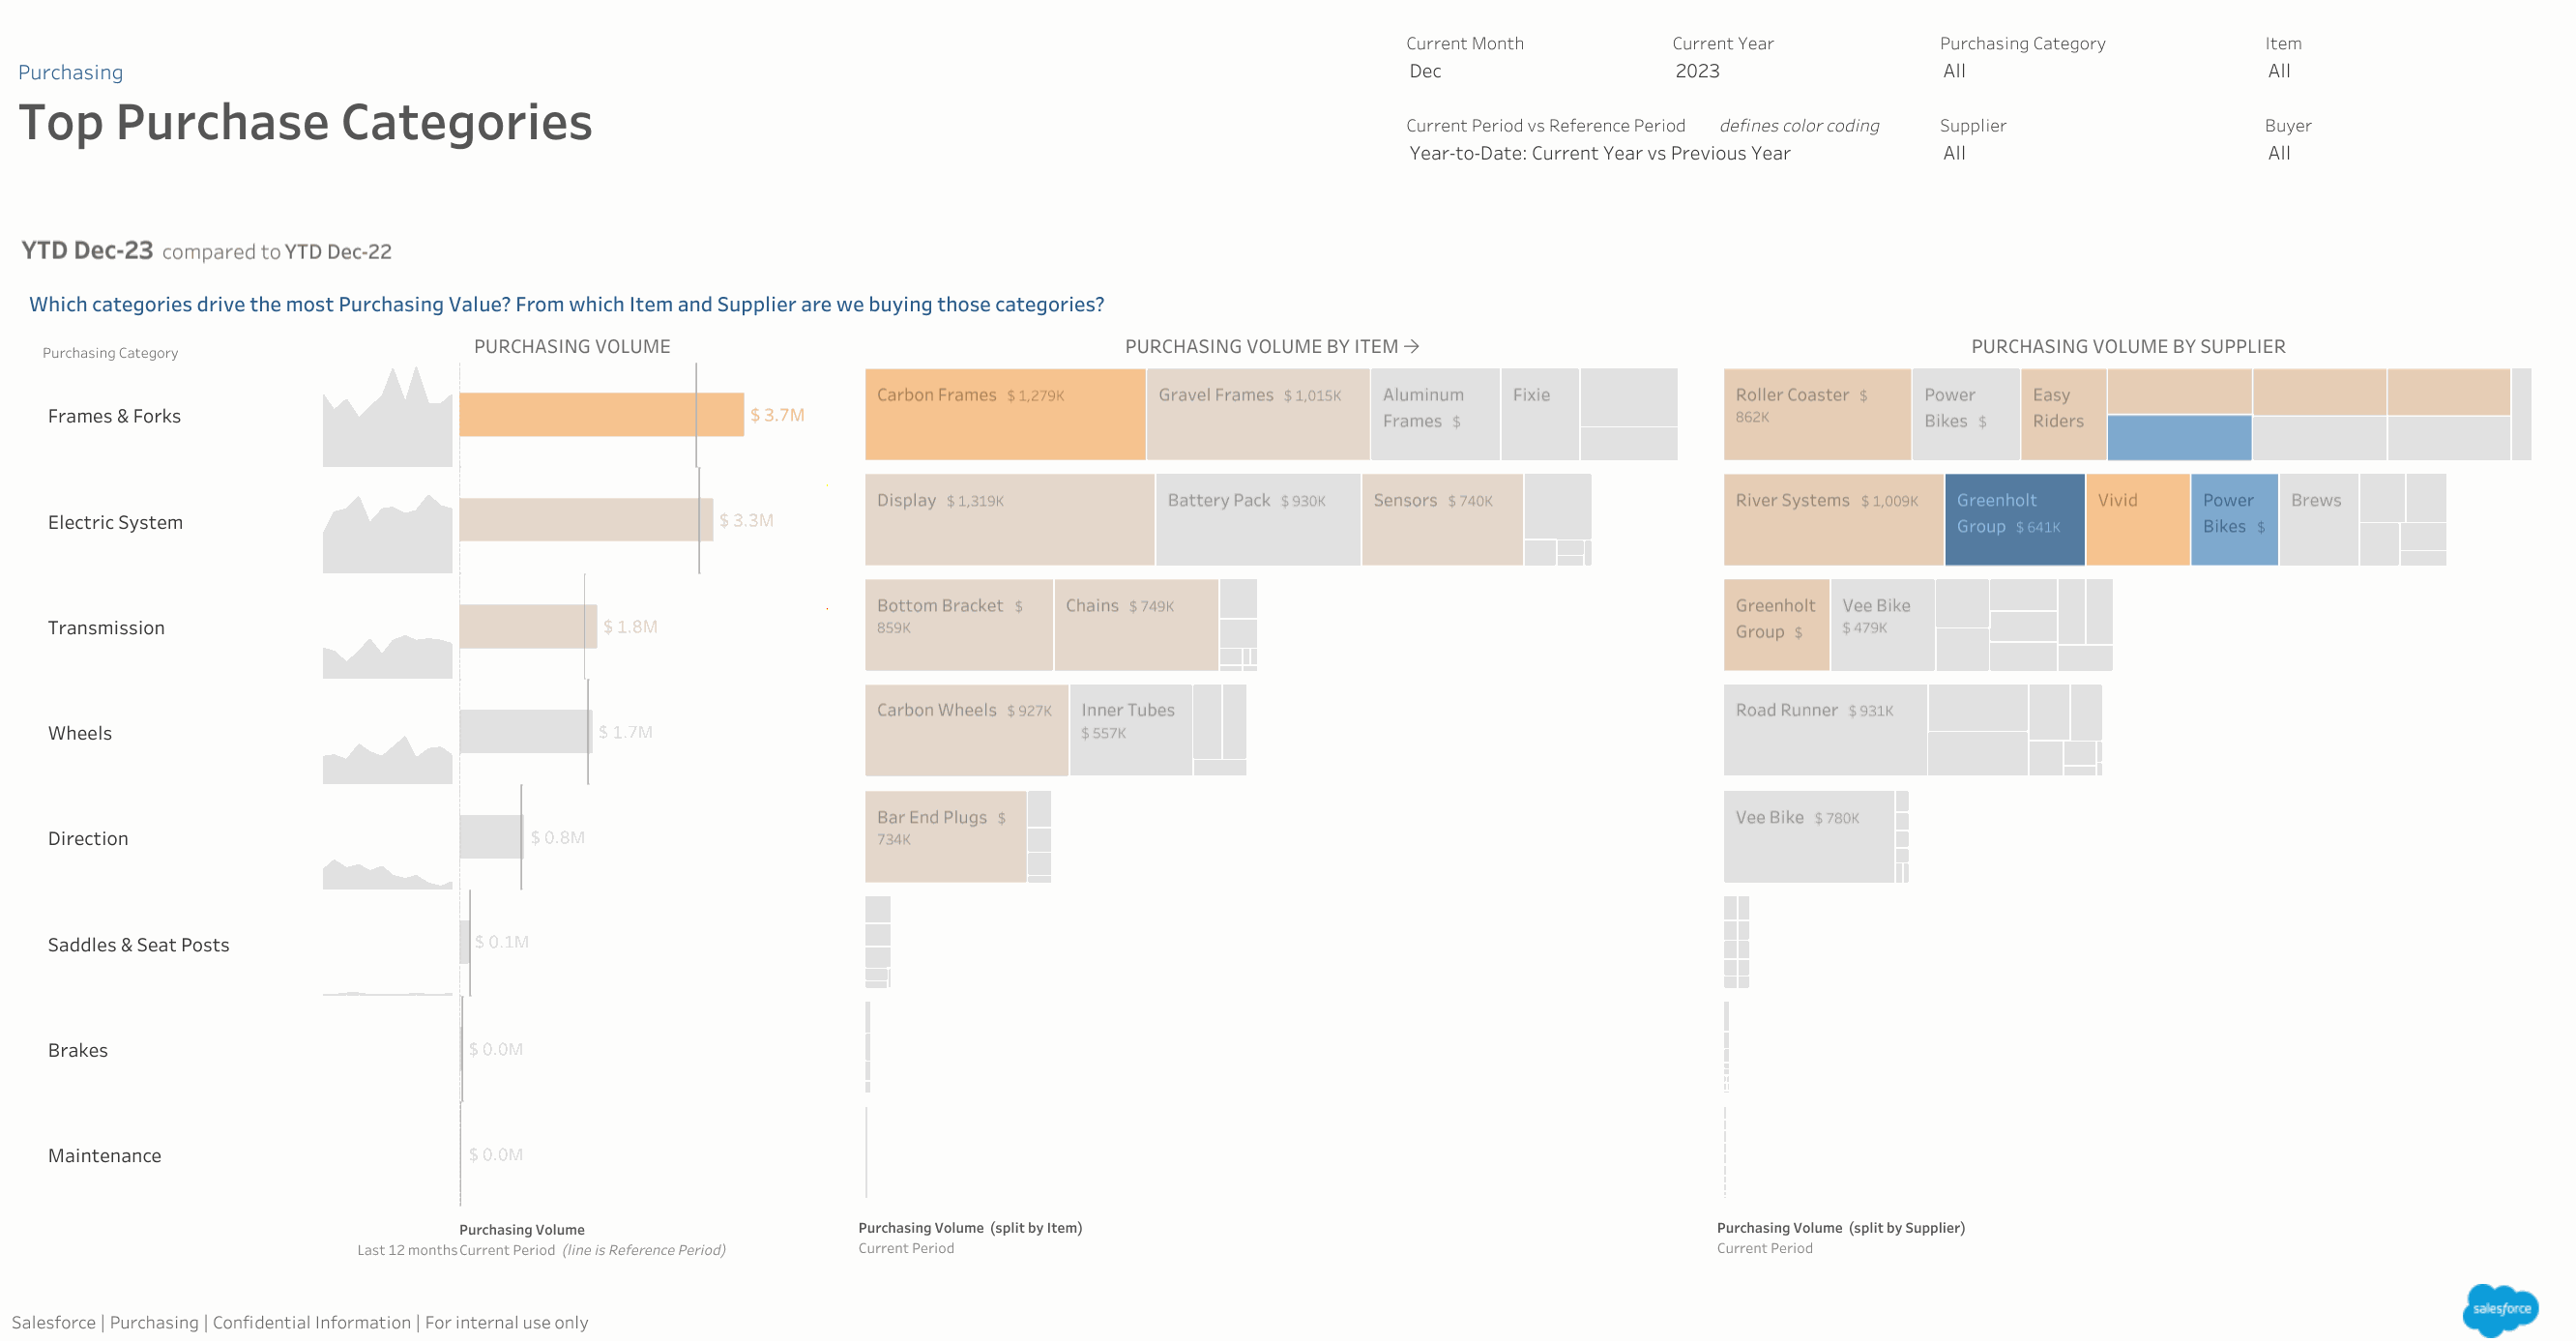 Purchasing
Top Purchase Categories
Current Month
Dec
Current Year
2023
Purchasing Category
All
Item
All
Current Period vs Reference Period defines color coding
Year-to-Date: Current Year vs Previous Year
Supplier
All
Buyer
All
YTD Dec-23 compared to YTD Dec-22
Which categories drive the most Purchasing Value? From which Item and Supplier are we buying those categories?
Purchasing Category
PURCHASING VOLUME
PURCHASING VOLUME BY ITEM →
PURCHASING VOLUME BY SUPPLIER
Frames & Forks
$ 3.7M
Carbon Frames $ 1,279K
Gravel Frames $ 1,015K
Aluminum
Frames $
Fixie
Roller Coaster $
862K
Power
Bikes $
Easy
Riders
Electric System
$ 3.3M
Display $ 1,319K
Battery Pack $ 930K
Sensors $ 740K
River Systems $ 1,009K
Greenholt
Group $ 641K
Vivid
Power
Bikes $
Brews
Transmission
$ 1.8M
Bottom Bracket $
859K
Chains $ 749K
Greenholt
Group $
Vee Bike
$ 479K
Wheels
$ 1.7M
Carbon Wheels $ 927K
Inner Tubes
$ 557K
Road Runner $ 931K
Direction
$ 0.8M
Bar End Plugs $
734K
Vee Bike $ 780K
Saddles & Seat Posts
$ 0.1M
Brakes
$ 0.0M
Maintenance
$ 0.0M
Last 12 months
Purchasing Volume
Current Period (line is Reference Period)
Purchasing Volume (split by Item)
Current Period
Purchasing Volume (split by Supplier)
Current Period
Salesforce | Purchasing | Confidential Information | For internal use only
salesforce